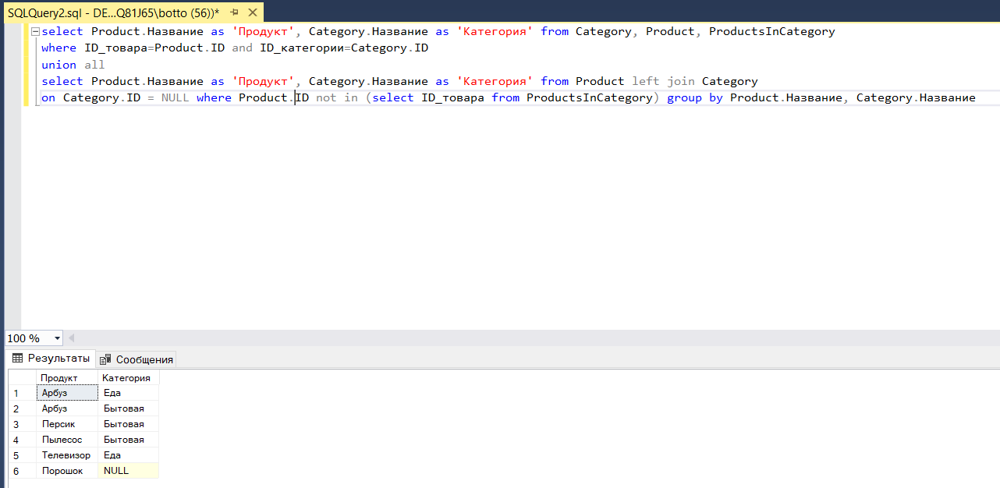 SQLQuery2.sql - DE...Q81J65\botto (56))*
select Product.Название as 'Продукт', Category.Название as 'Категория' from Category, Product, ProductsInCategory
where ID_товара=Product.ID and ID_категории=Category.ID
union all
select Product.Название as 'Продукт', Category.Название as 'Категория' from Product left join Category
on Category.ID = NULL where Product.ID not in (select ID_товара from ProductsInCategory) group by Product.Название, Category.Название
100 %
Результаты Сообщения
Продукт Категория
1 Арбуз Еда
2 Арбуз Бытовая
3 Персик Бытовая
4 Пылесос Бытовая
5 Телевизор Еда
6 Порошок NULL